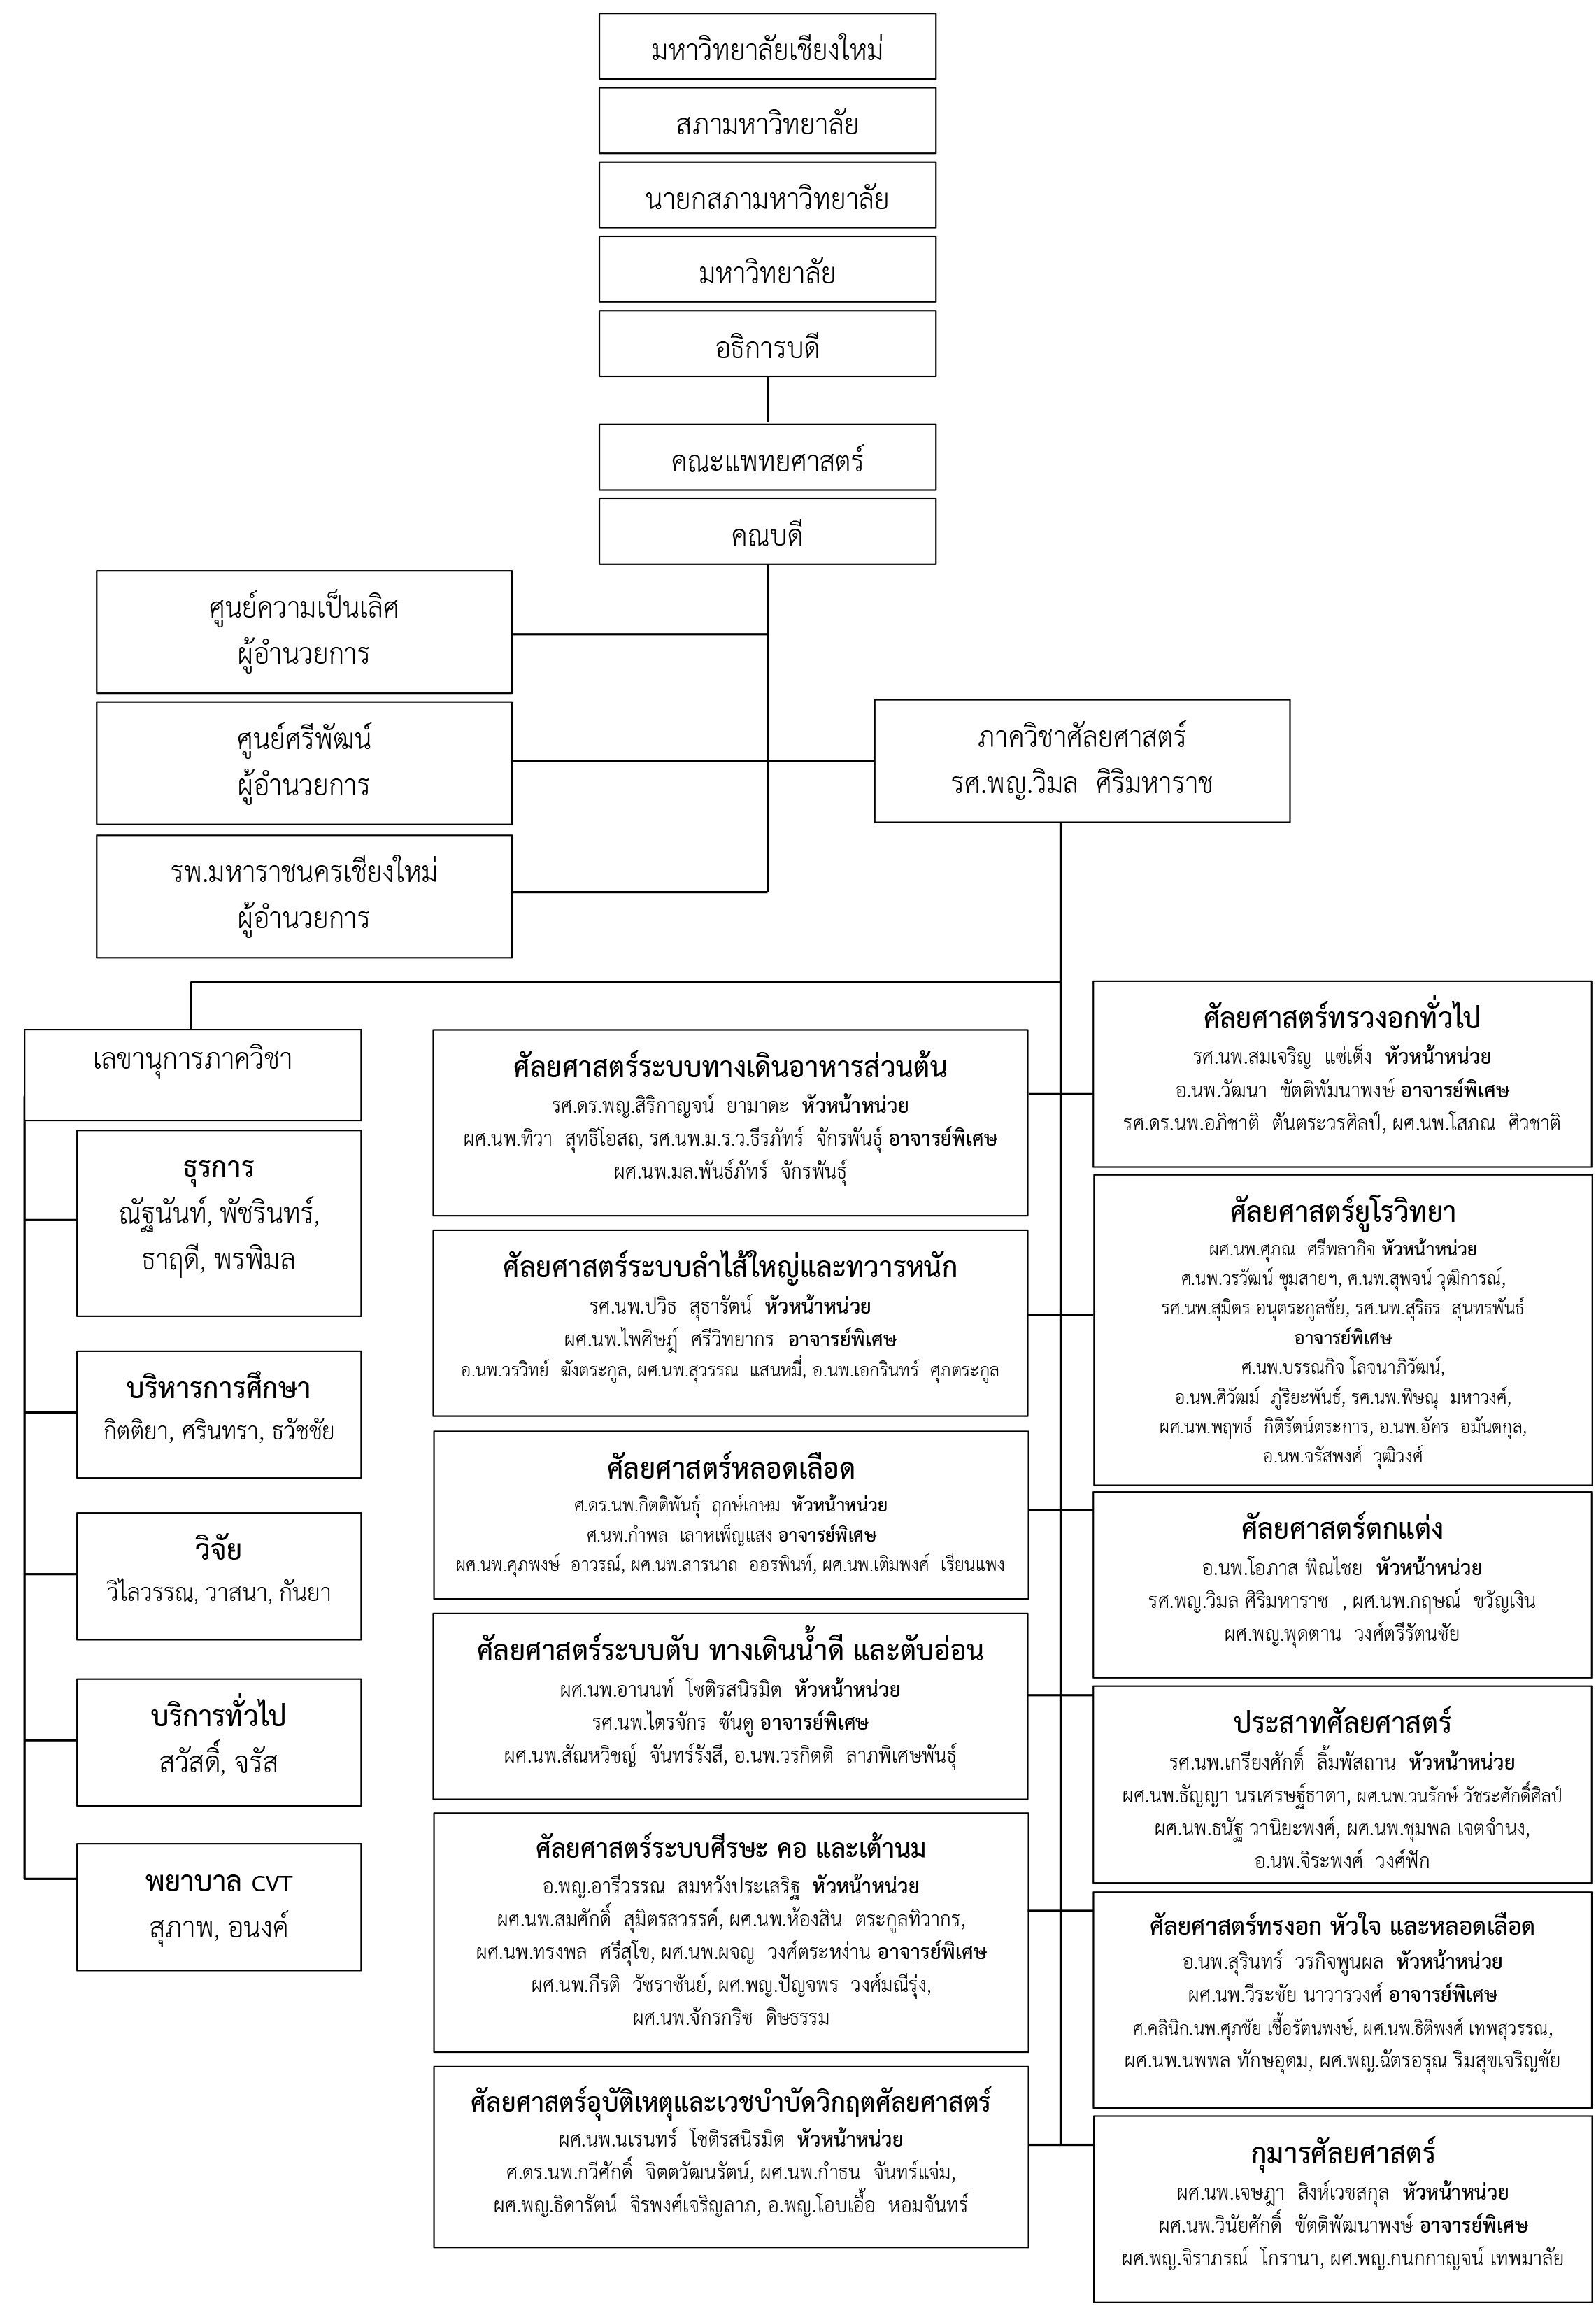 มหาวิทยาลัยเชียงใหม่
สภามหาวิทยาลัย
นายกสภามหาวิทยาลัย
มหาวิทยาลัย
อธิการบดี
คณะแพทยศาสตร์
คณบดี
ศูนย์ความเป็นเลิศ
ผู้อำนวยการ
ศูนย์ศรีพัฒน์
ผู้อำนวยการ
รพ.มหาราชนครเชียงใหม่
ผู้อำนวยการ
ภาควิชาศัลยศาสตร์
รศ.พญ.วิมล ศิริมหาราช
เลขานุการภาควิชา
ธุรการ
ณัฐนันท์, พัชรินทร์,
ธาฤดี, พรพิมล
บริหารการศึกษา
กิตติยา, ศรินทรา, ธวัชชัย
วิจัย
วิไลวรรณ, วาสนา, กันยา
บริการทั่วไป
สวัสดิ์, จรัส
พยาบาล CVT
สุภาพ, อนงค์
ศัลยศาสตร์ระบบทางเดินอาหารส่วนต้น
รศ.ดร.พญ.สิริกาญจน์ ยามาดะ หัวหน้าหน่วย
ผศ.นพ.ทิวา สุทธิโอสถ, รศ.นพ.ม.ร.ว.ธีรภัทร์ จักรพันธุ์ อาจารย์พิเศษ
ผศ.นพ.มล.พันธ์ภัทร์ จักรพันธุ์
ศัลยศาสตร์ระบบลำไส้ใหญ่และทวารหนัก
รศ.นพ.ปวิธ สุธารัตน์ หัวหน้าหน่วย
ผศ.นพ.ไพศิษฎ์ ศรีวิทยากร อาจารย์พิเศษ
อ.นพ.วรวิทย์ ฆังตระกูล, ผศ.นพ.สุวรรณ แสนหมี่, อ.นพ.เอกรินทร์ ศุภตระกูล
ศัลยศาสตร์หลอดเลือด
ศ.ดร.นพ.กิตติพันธุ์ ฤกษ์เกษม หัวหน้าหน่วย
ศ.นพ.กำพล เลาหเพ็ญแสง อาจารย์พิเศษ
ผศ.นพ.ศุภพงษ์ อาวรณ์, ผศ.นพ.สารนาถ ออรพินท์, ผศ.นพ.เติมพงศ์ เรียนแพง
ศัลยศาสตร์ระบบตับ ทางเดินน้ำดี และตับอ่อน
ผศ.นพ.อานนท์ โชติรสนิรมิต หัวหน้าหน่วย
รศ.นพ.ไตรจักร ซันดู อาจารย์พิเศษ
ผศ.นพ.สัณหวิชญ์ จันทร์รังสี, อ.นพ.วรกิตติ ลาภพิเศษพันธุ์
ศัลยศาสตร์ระบบศีรษะ คอ และเต้านม
อ.พญ.อารีวรรณ สมหวังประเสริฐ หัวหน้าหน่วย
ผศ.นพ.สมศักดิ์ สุมิตรสวรรค์, ผศ.นพ.ห้องสิน ตระกูลทิวากร,
ผศ.นพ.ทรงพล ศรีสุโข, ผศ.นพ.ผจญ วงศ์ตระหง่าน อาจารย์พิเศษ
ผศ.นพ.กีรติ วัชราชันย์, ผศ.พญ.ปัญจพร วงศ์มณีรุ่ง,
ผศ.นพ.จักรกริช ดิษธรรม
ศัลยศาสตร์อุบัติเหตุและเวชบำบัดวิกฤตศัลยศาสตร์
ผศ.นพ.นเรนทร์ โชติรสนิรมิต หัวหน้าหน่วย
ศ.ดร.นพ.กวีศักดิ์ จิตตวัฒนรัตน์, ผศ.นพ.กำธน จันทร์แจ่ม,
ผศ.พญ.ธิดารัตน์ จิรพงศ์เจริญลาภ, อ.พญ.โอบเอื้อ หอมจันทร์
ศัลยศาสตร์ทรวงอกทั่วไป
รศ.นพ.สมเจริญ แซ่เต็ง หัวหน้าหน่วย
อ.นพ.วัฒนา ขัตติพัมนาพงษ์ อาจารย์พิเศษ
รศ.ดร.นพ.อภิชาติ ตันตระวรศิลป์, ผศ.นพ.โสภณ ศิวชาติ
ศัลยศาสตร์ยูโรวิทยา
ผศ.นพ.ศุภณ ศรีพลากิจ หัวหน้าหน่วย
ศ.นพ.วรวัฒน์ ชุมสายฯ, ศ.นพ.สุพจน์ วุฒิการณ์,
รศ.นพ.สุมิตร อนุตระกูลชัย, รศ.นพ.สุริธร สุนทรพันธ์
อาจารย์พิเศษ
ศ.นพ.บรรณกิจ โลจนาภิวัฒน์,
อ.นพ.ศิวัฒม์ ภูริยะพันธ์, รศ.นพ.พิษณุ มหาวงศ์,
ผศ.นพ.พฤทธ์ กิติรัตน์ตระการ, อ.นพ.อัคร อมันตกุล,
อ.นพ.จรัสพงศ์ วุฒิวงศ์
ศัลยศาสตร์ตกแต่ง
อ.นพ.โอภาส พิณไชย หัวหน้าหน่วย
รศ.พญ.วิมล ศิริมหาราช , ผศ.นพ.กฤษณ์ ขวัญเงิน
ผศ.พญ.พุดตาน วงศ์ตรีรัตนชัย
ประสาทศัลยศาสตร์
รศ.นพ.เกรียงศักดิ์ ลิ้มพัสถาน หัวหน้าหน่วย
ผศ.นพ.ธัญญา นรเศรษฐ์ธาดา, ผศ.นพ.วนรักษ์ วัชระศักดิ์ศิลป์
ผศ.นพ.ธนัฐ วานิยะพงศ์, ผศ.นพ.ชุมพล เจตจำนง,
อ.นพ.จิระพงศ์ วงศ์ฟัก
ศัลยศาสตร์ทรงอก หัวใจ และหลอดเลือด
อ.นพ.สุรินทร์ วรกิจพูนผล หัวหน้าหน่วย
ผศ.นพ.วีระชัย นาวารวงศ์ อาจารย์พิเศษ
ศ.คลินิก.นพ.ศุภชัย เชื้อรัตนพงษ์, ผศ.นพ.ธิติพงศ์ เทพสุวรรณ,
ผศ.นพ.นพพล ทักษอุดม, ผศ.พญ.ฉัตรอรุณ ริมสุขเจริญชัย
กุมารศัลยศาสตร์
ผศ.นพ.เจษฎา สิงห์เวชสกุล หัวหน้าหน่วย
ผศ.นพ.วินัยศักดิ์ ขัตติพัฒนาพงษ์ อาจารย์พิเศษ
ผศ.พญ.จิราภรณ์ โกรานา, ผศ.พญ.กนกกาญจน์ เทพมาลัย